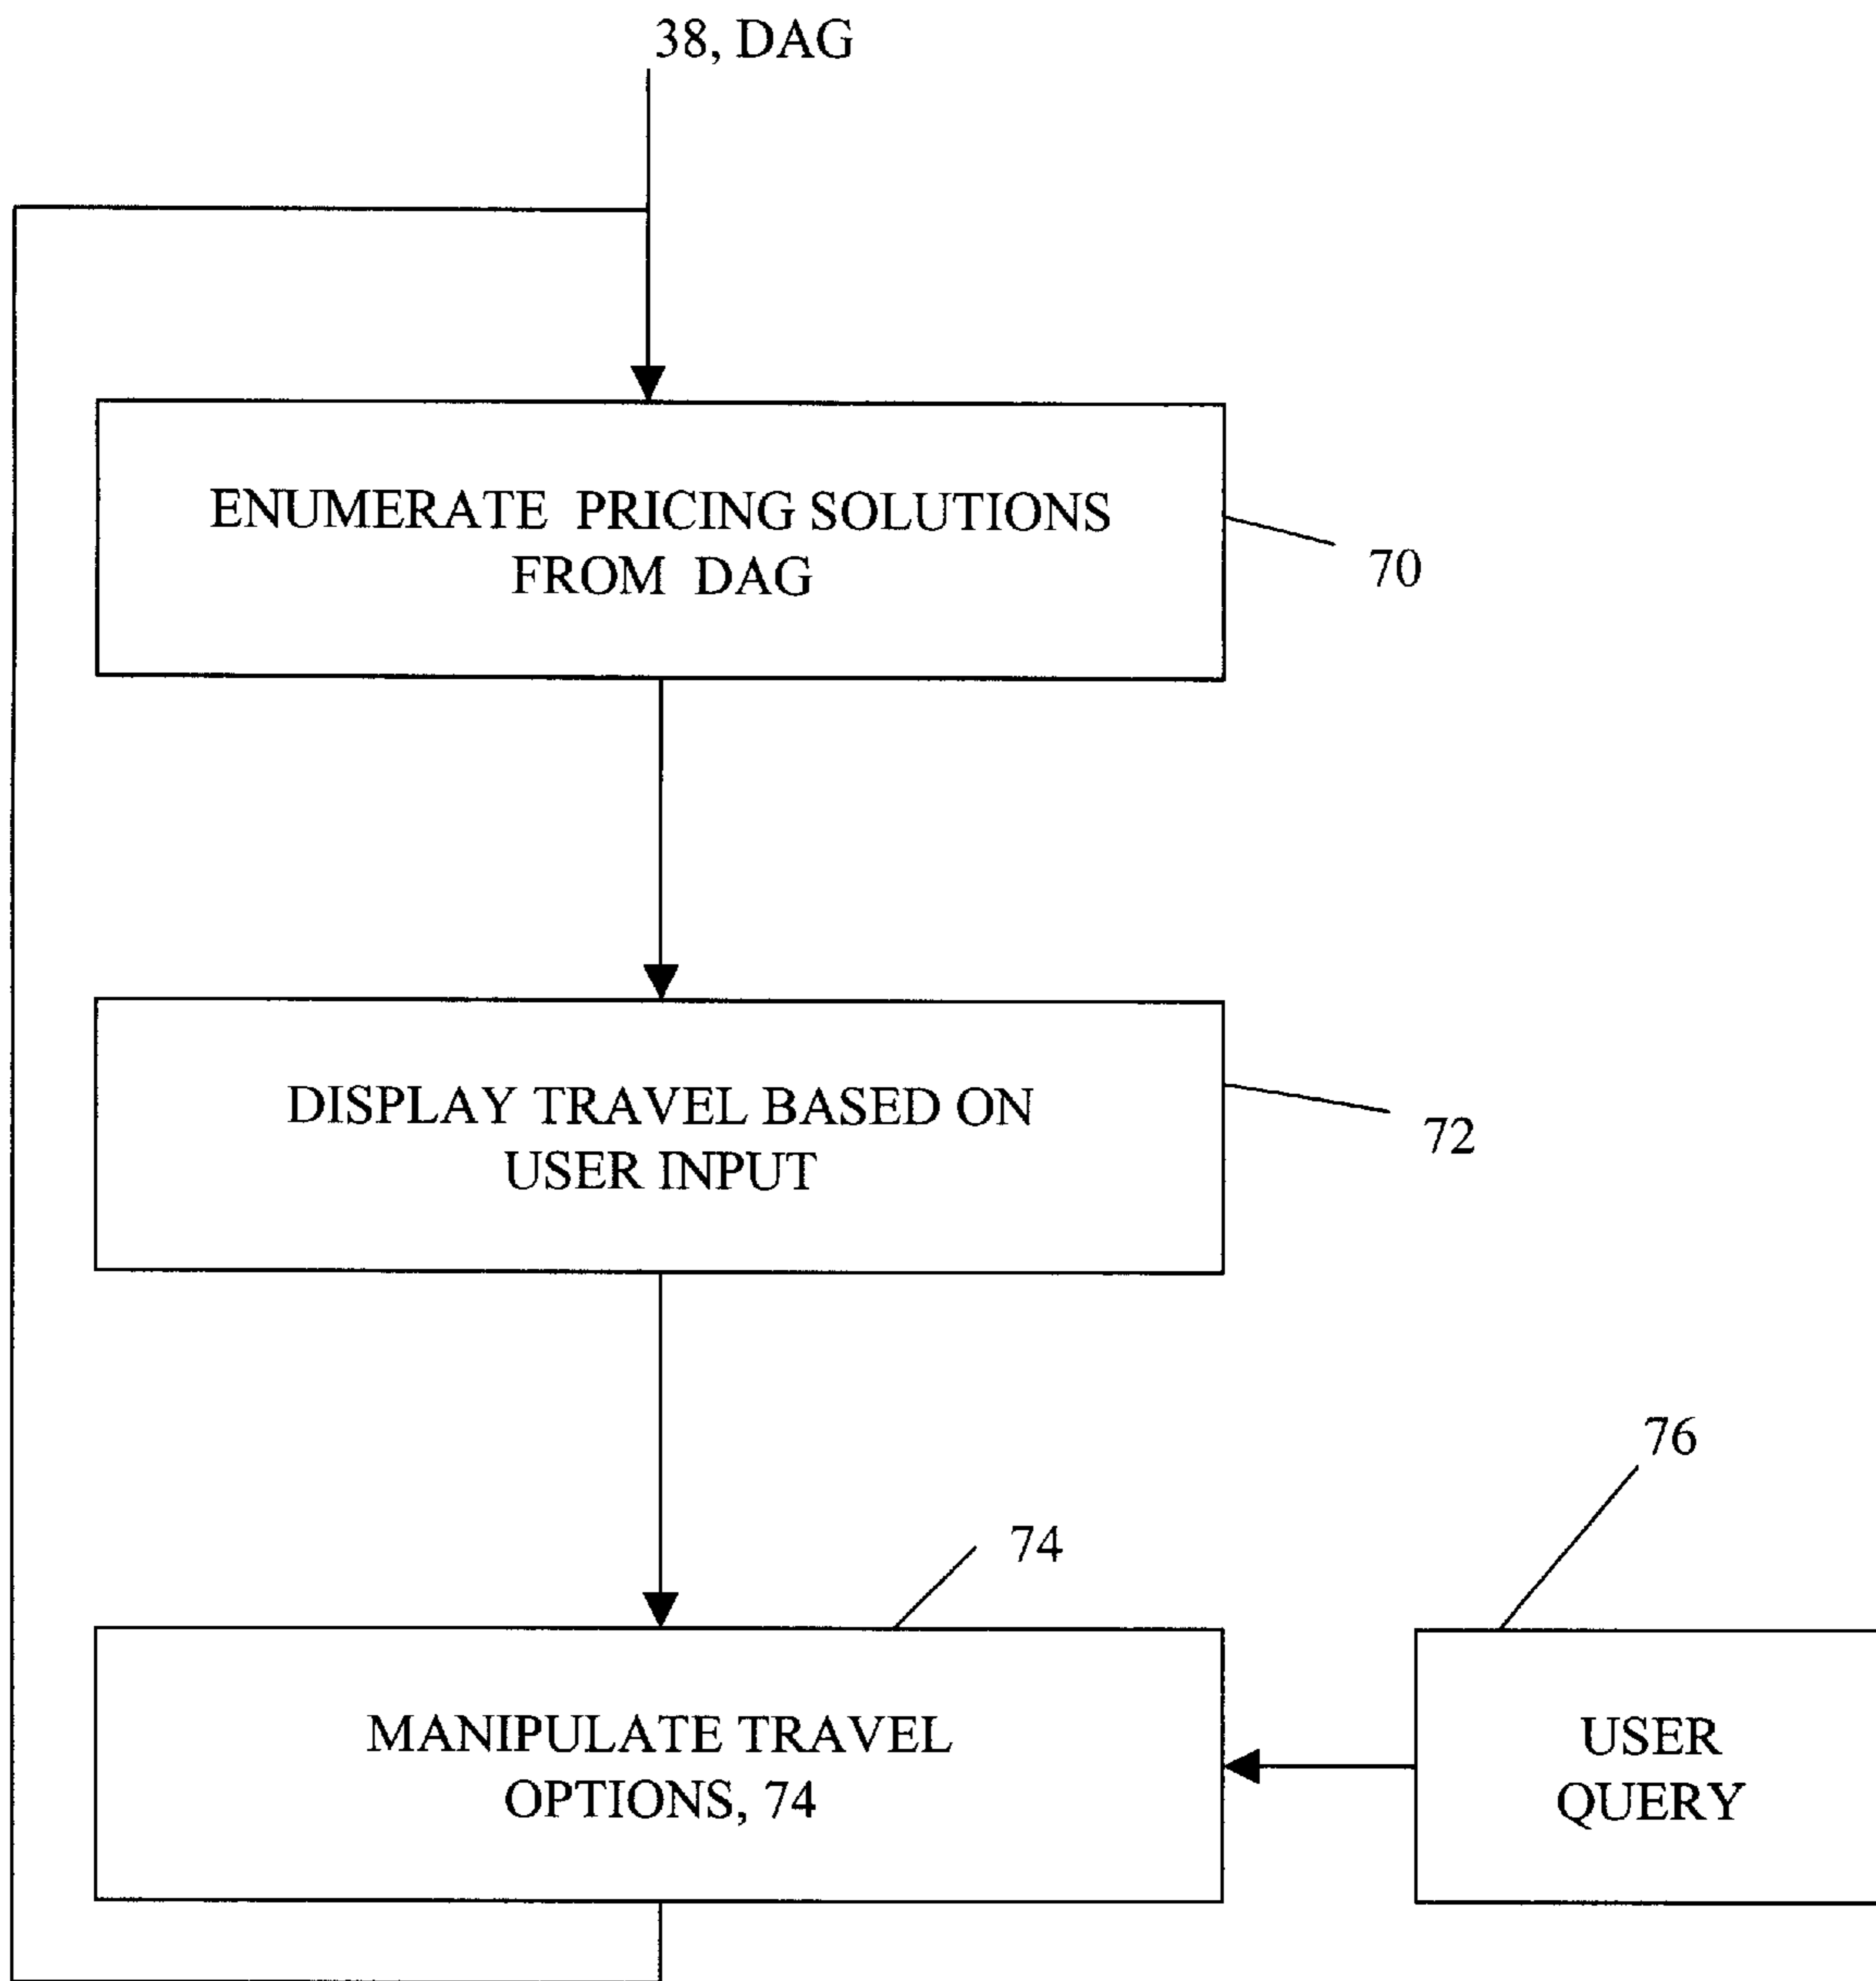 38, DAG
ENUMERATE PRICING SOLUTIONS
FROM DAG
70
DISPLAY TRAVEL BASED ON
USER INPUT
72
76
74
MANIPULATE TRAVEL
OPTIONS, 74
USER
QUERY